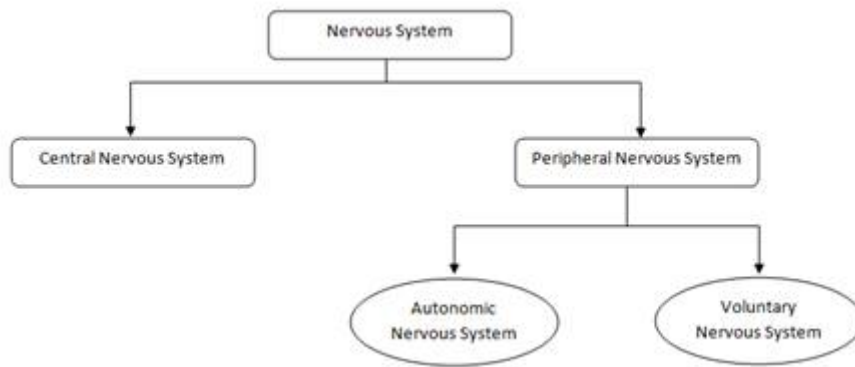 Nervous System
Central Nervous System
Peripheral Nervous System
Autonomic
Nervous System
Voluntary
Nervous System